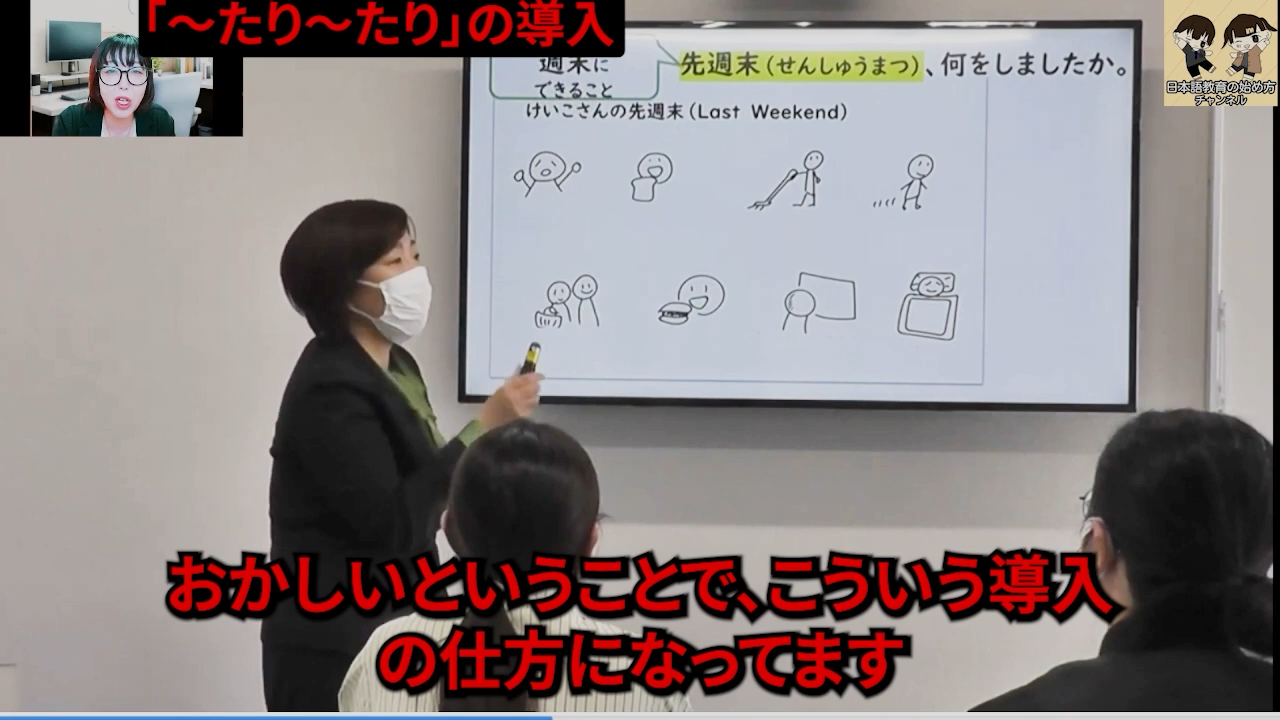 「～たり～たり」の導入
週末に
できること
先週末（せんしゅうまつ）、何をしましたか。
けいこさんの先週末（Last Weekend）
日本語教育の始め方
チャンネル
おかしいということで、こういう導入
の仕方になってます